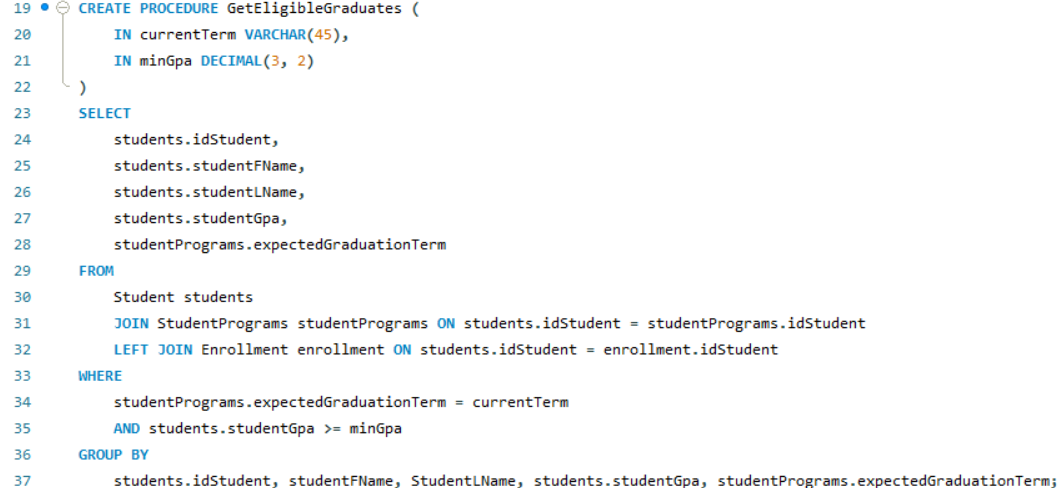 19 CREATE PROCEDURE GetEligibleGraduates (
20 IN currentTerm VARCHAR(45),
21 IN minGpa DECIMAL(3, 2)
22 )
23 SELECT
24 students.idStudent,
25 students.studentFName,
26 students.studentLName,
27 students.studentGpa,
28 studentPrograms.expectedGraduationTerm
29 FROM
30 Student students
31 JOIN StudentPrograms studentPrograms ON students.idStudent = studentPrograms.idStudent
32 LEFT JOIN Enrollment enrollment ON students.idStudent = enrollment.idStudent
33 WHERE
34 studentPrograms.expectedGraduationTerm = currentTerm
35 AND students.studentGpa >= minGpa
36 GROUP BY
37 students.idStudent, studentFName, StudentLName, students.studentGpa, studentPrograms.expectedGraduationTerm;